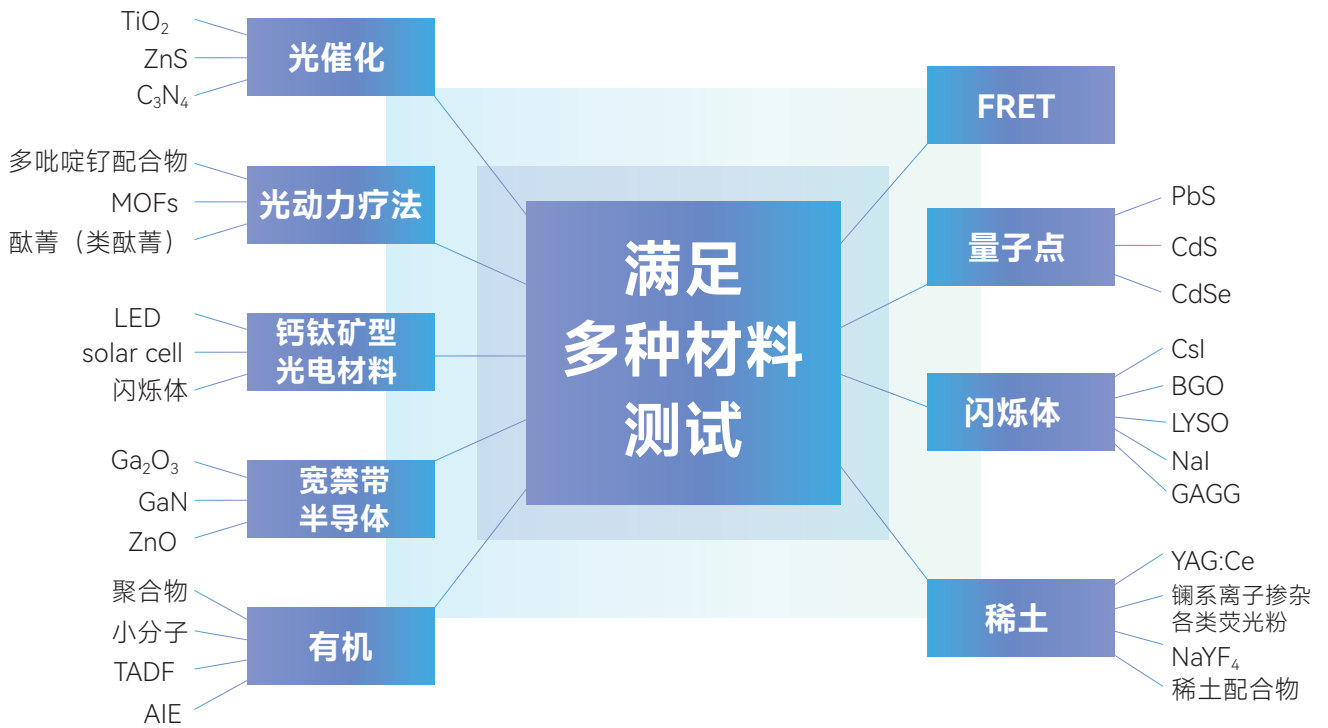 TiO₂
ZnS
C₃N₄
光催化
多吡啶钌配合物
MOFs
酞菁（类酞菁）
光动力疗法
LED
solar cell
闪烁体
钙钛矿型
光电材料
Ga₂O₃
GaN
ZnO
宽禁带
半导体
聚合物
小分子
TADF
AIE
有机
满足
多种材料
测试
FRET
量子点
PbS
CdS
CdSe
闪烁体
CsI
BGO
LYSO
NaI
GAGG
稀土
YAG:Ce
镧系离子掺杂
各类荧光粉
NaYF₄
稀土配合物